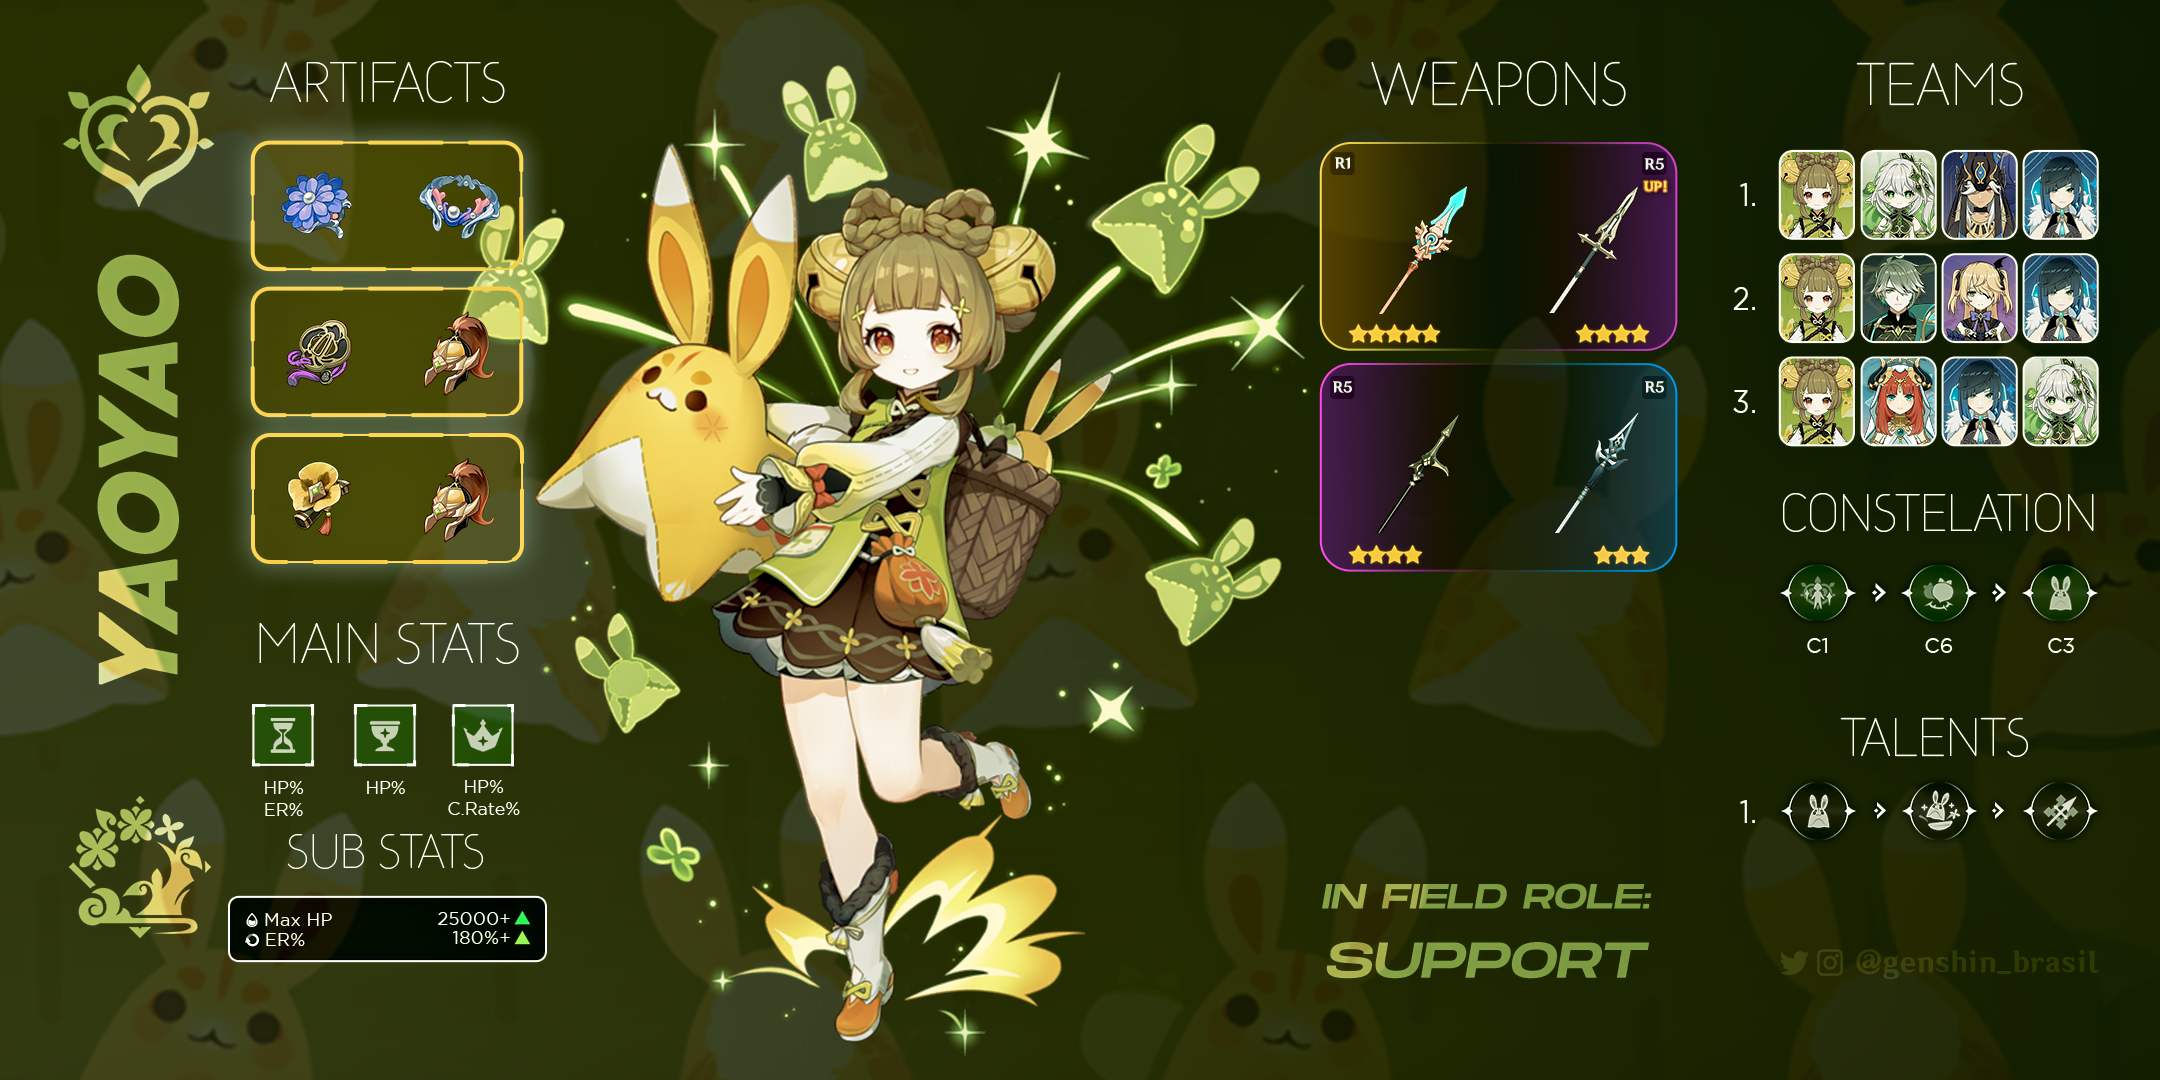 YAOYAO
ARTIFACTS
MAIN STATS
HP%
ER%
HP%
HP%
C.Rate%
SUB STATS
Max HP 25000+
ER% 180%+
WEAPONS
R1
R5
UP!
R5
R5
IN FIELD ROLE:
SUPPORT
TEAMS
1.
2.
3.
CONSTELATION
C1
C6
C3
TALENTS
1.
@genshin_brasil